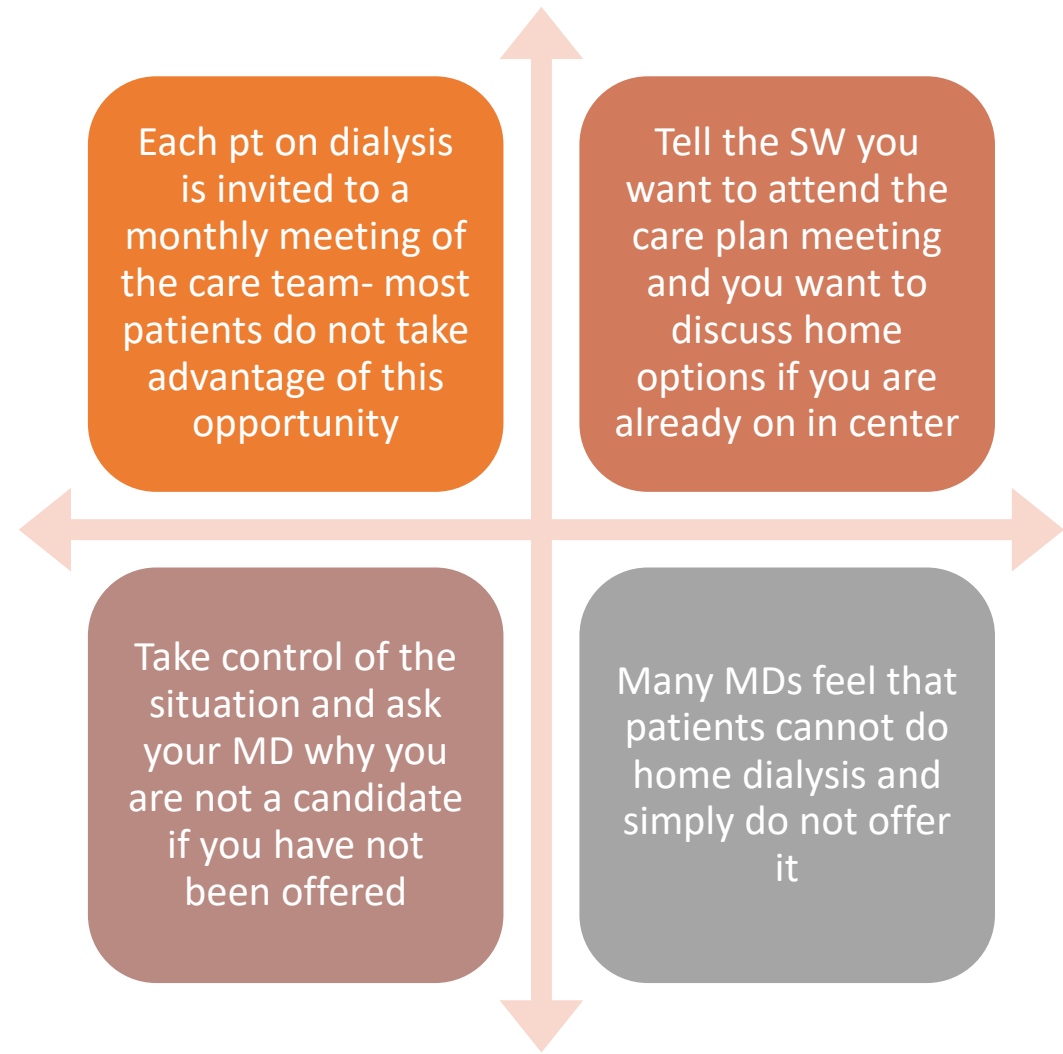 Each pt on dialysis
is invited to a
monthly meeting of
the care team- most
patients do not take
advantage of this
opportunity
Tell the SW you
want to attend the
care plan meeting
and you want to
discuss home
options if you are
already on in center
Take control of the
situation and ask
your MD why you
are not a candidate
if you have not
been offered
Many MDs feel that
patients cannot do
home dialysis and
simply do not offer
it